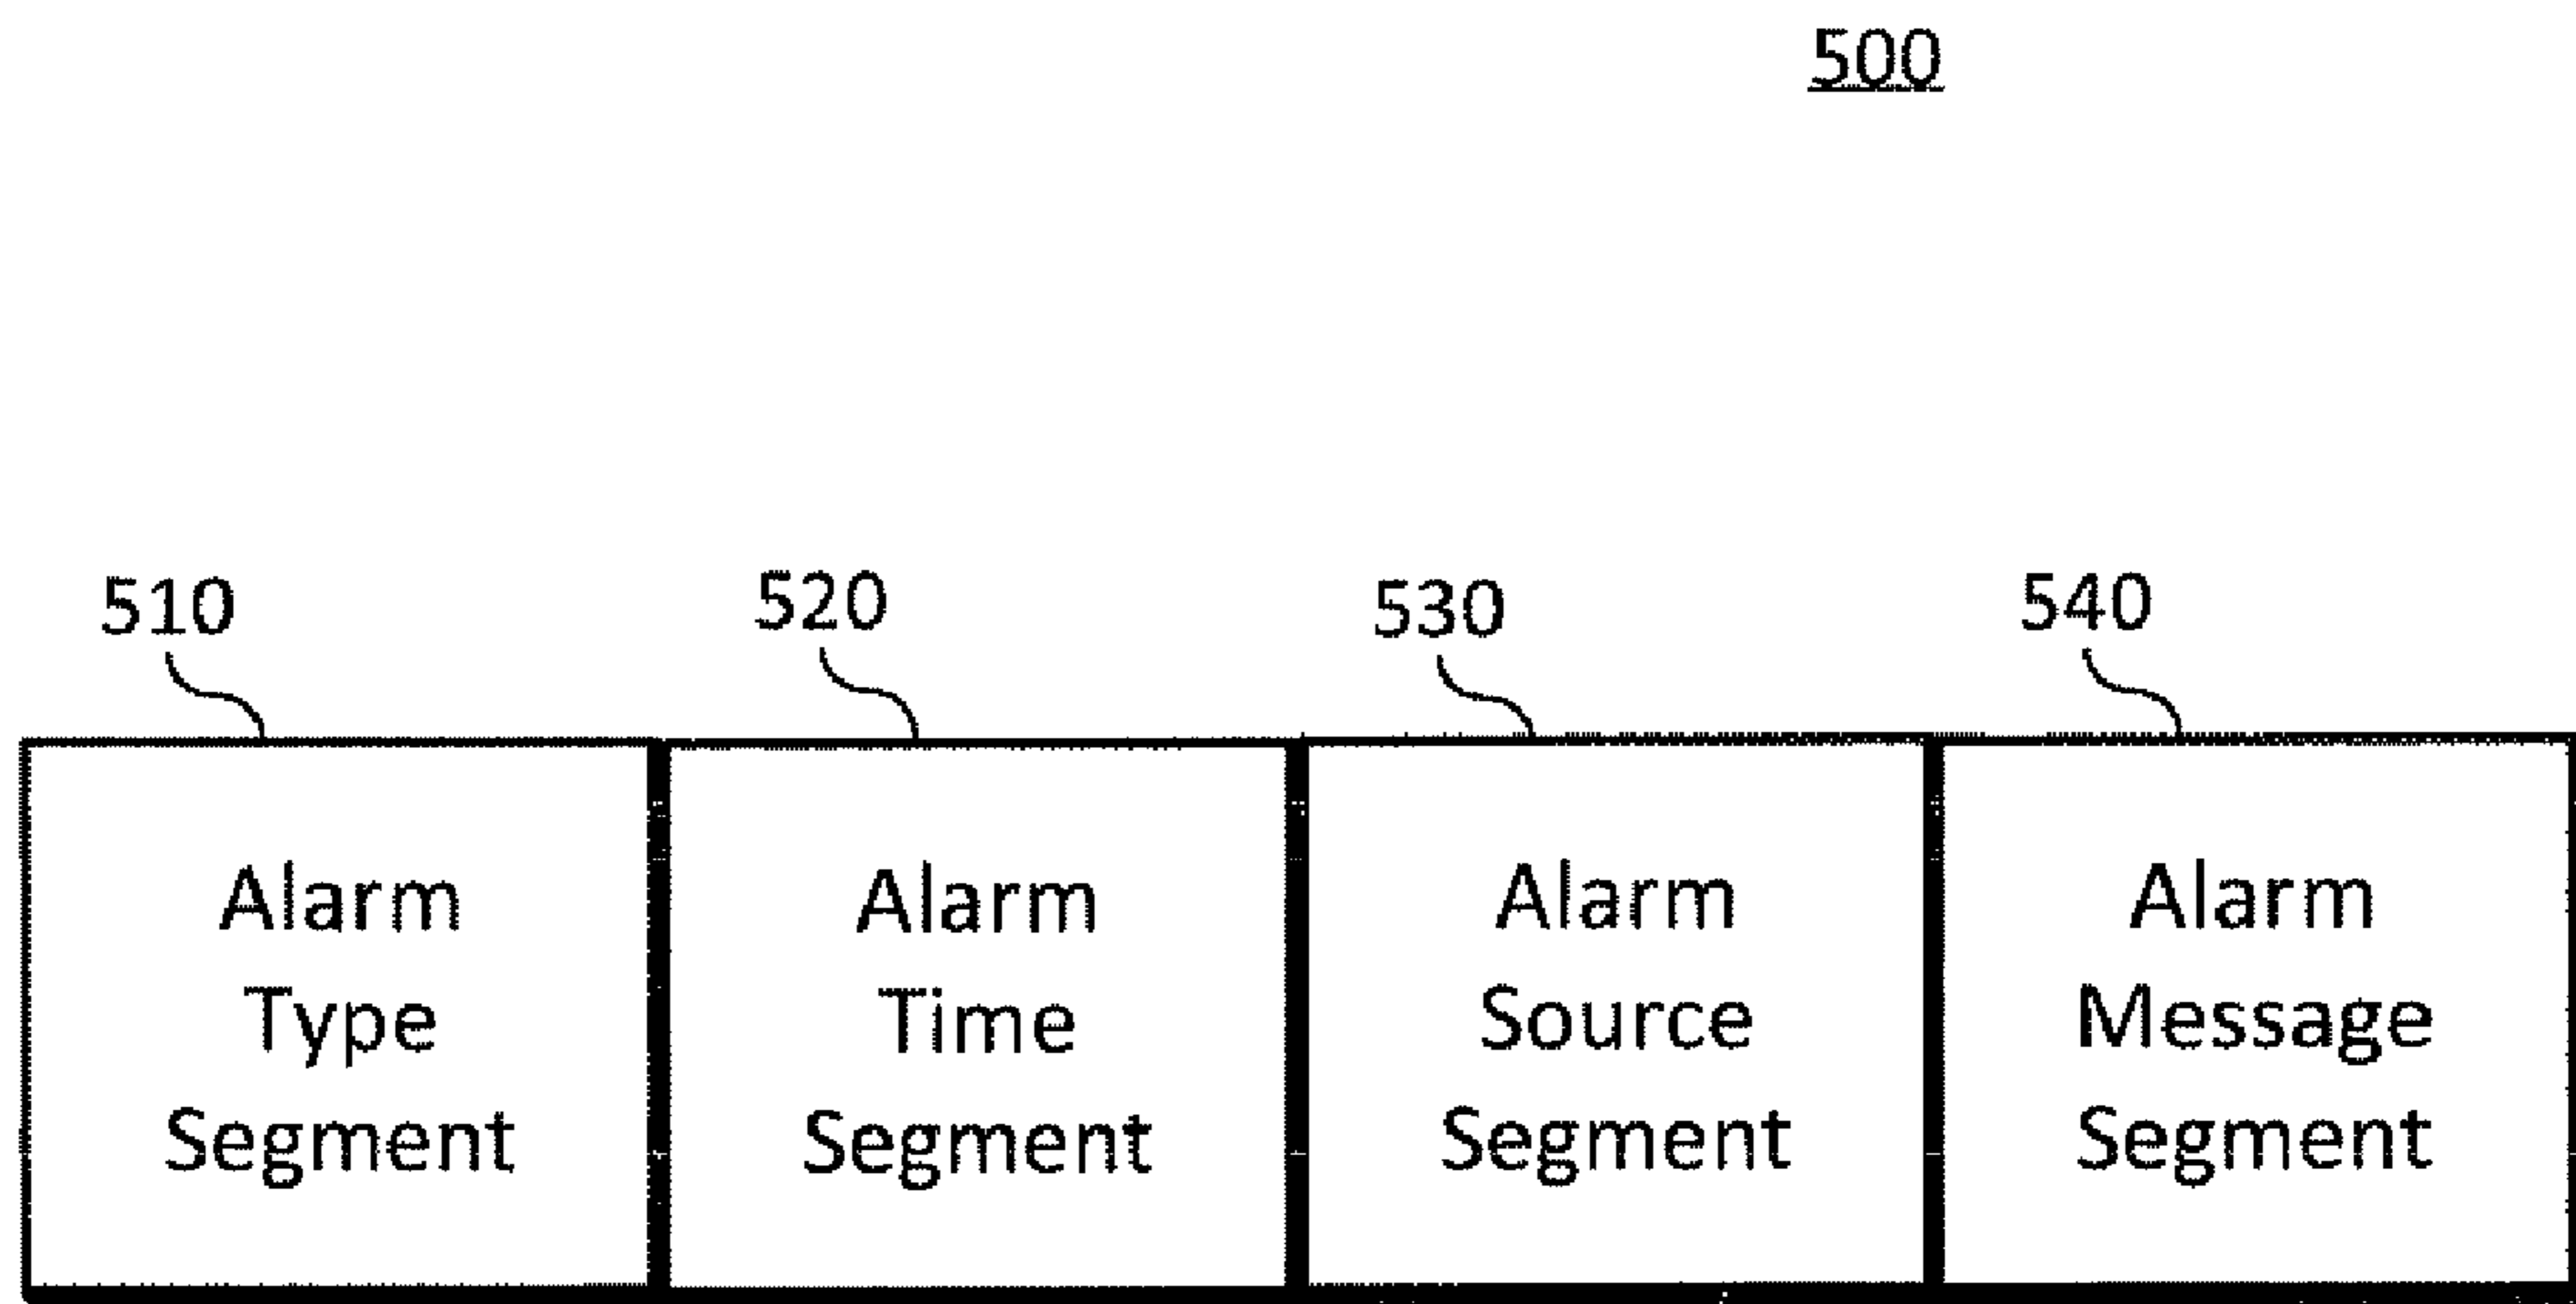 500
510
520
530
540
Alarm
Type
Segment
Alarm
Time
Segment
Alarm
Source
Segment
Alarm
Message
Segment